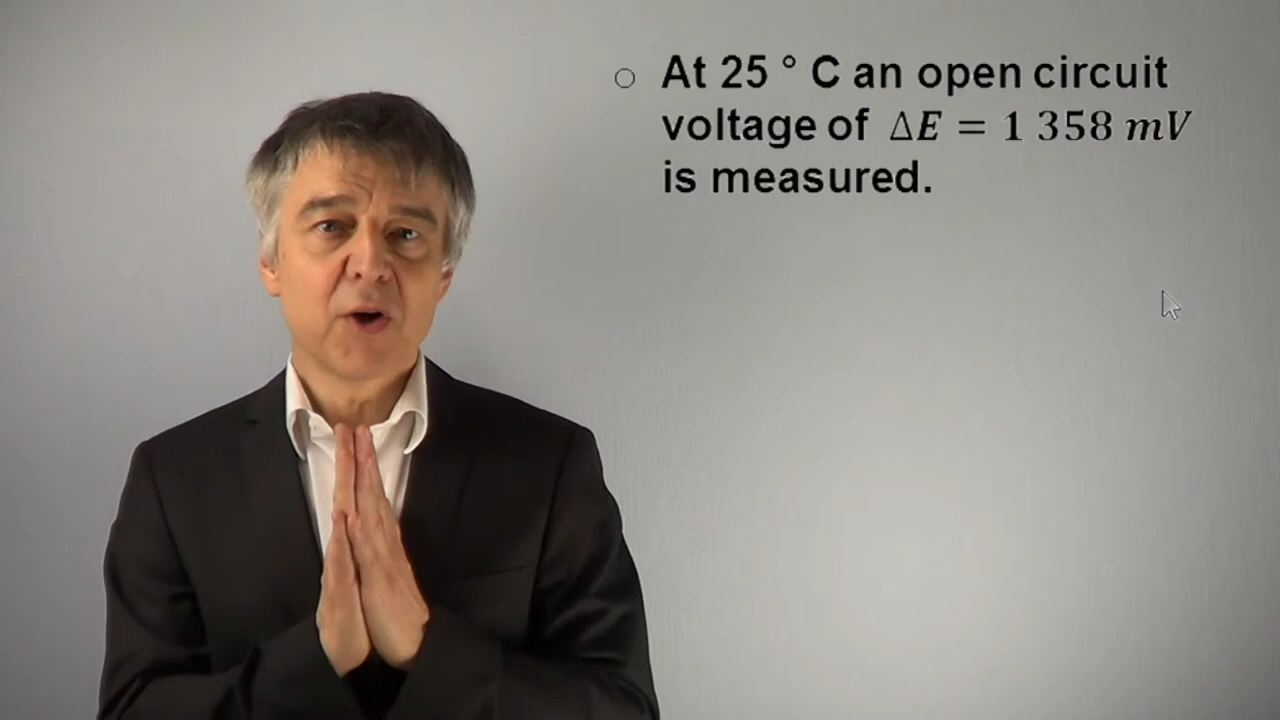 ○ At 25 ° C an open circuit
voltage of ΔE = 1 358 mV
is measured.